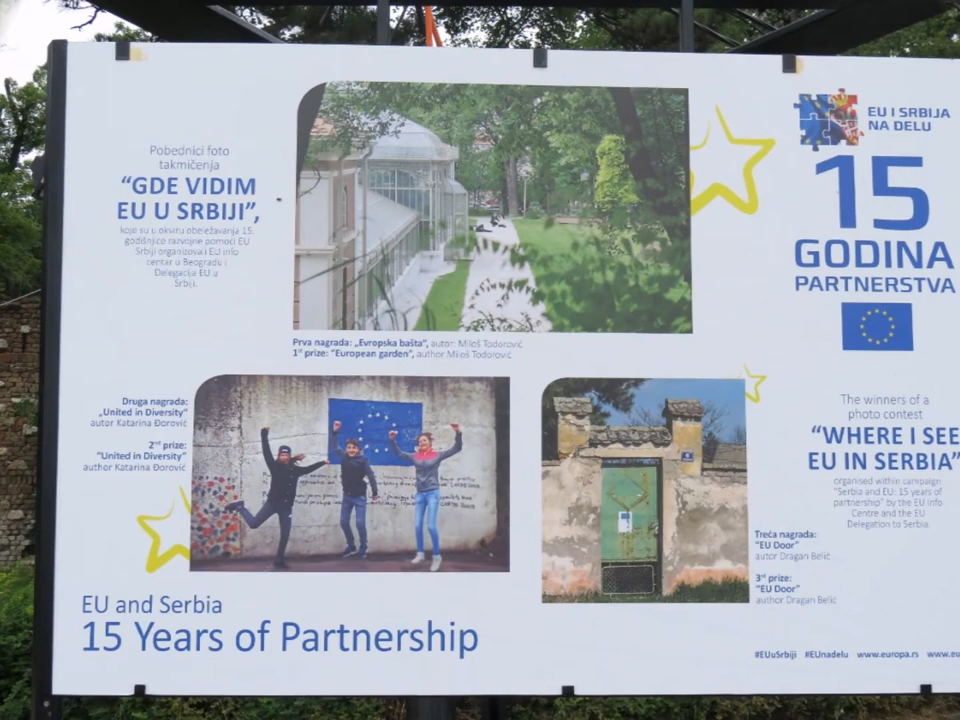 Pobednici foto
takmičenja
“GDE VIDIM
EU U SRBIJI”,
koje su u okviru obeležavanja 15.
godišnjice razvojne pomoći EU
Srbiji organizovali EU info
centar u Beogradu i
Delegacija EU u
Srbiji.
Prva nagrada: „Evropska bašta”, autor: Miloš Todorović
1st prize: “European garden”, author Miloš Todorović
EU I SRBIJA
NA DELU
15
GODINA
PARTNERSTVA
Druga nagrada:
„United in Diversity”
autor Katarina Đorović
2nd prize:
“United in Diversity”
author Katarina Đorović
The winners of a
photo contest
“WHERE I SEE
EU IN SERBIA”
organised within campaign
“Serbia and EU: 15 years of
partnership” by the EU Info
Centre and the EU
Delegation to Serbia.
Treća nagrada:
“EU Door”
autor Dragan Belić
3rd prize:
“EU Door”
author Dragan Belić
EU and Serbia
15 Years of Partnership
#EUuSrbiji #EUnadelu www.europa.rs www.eu